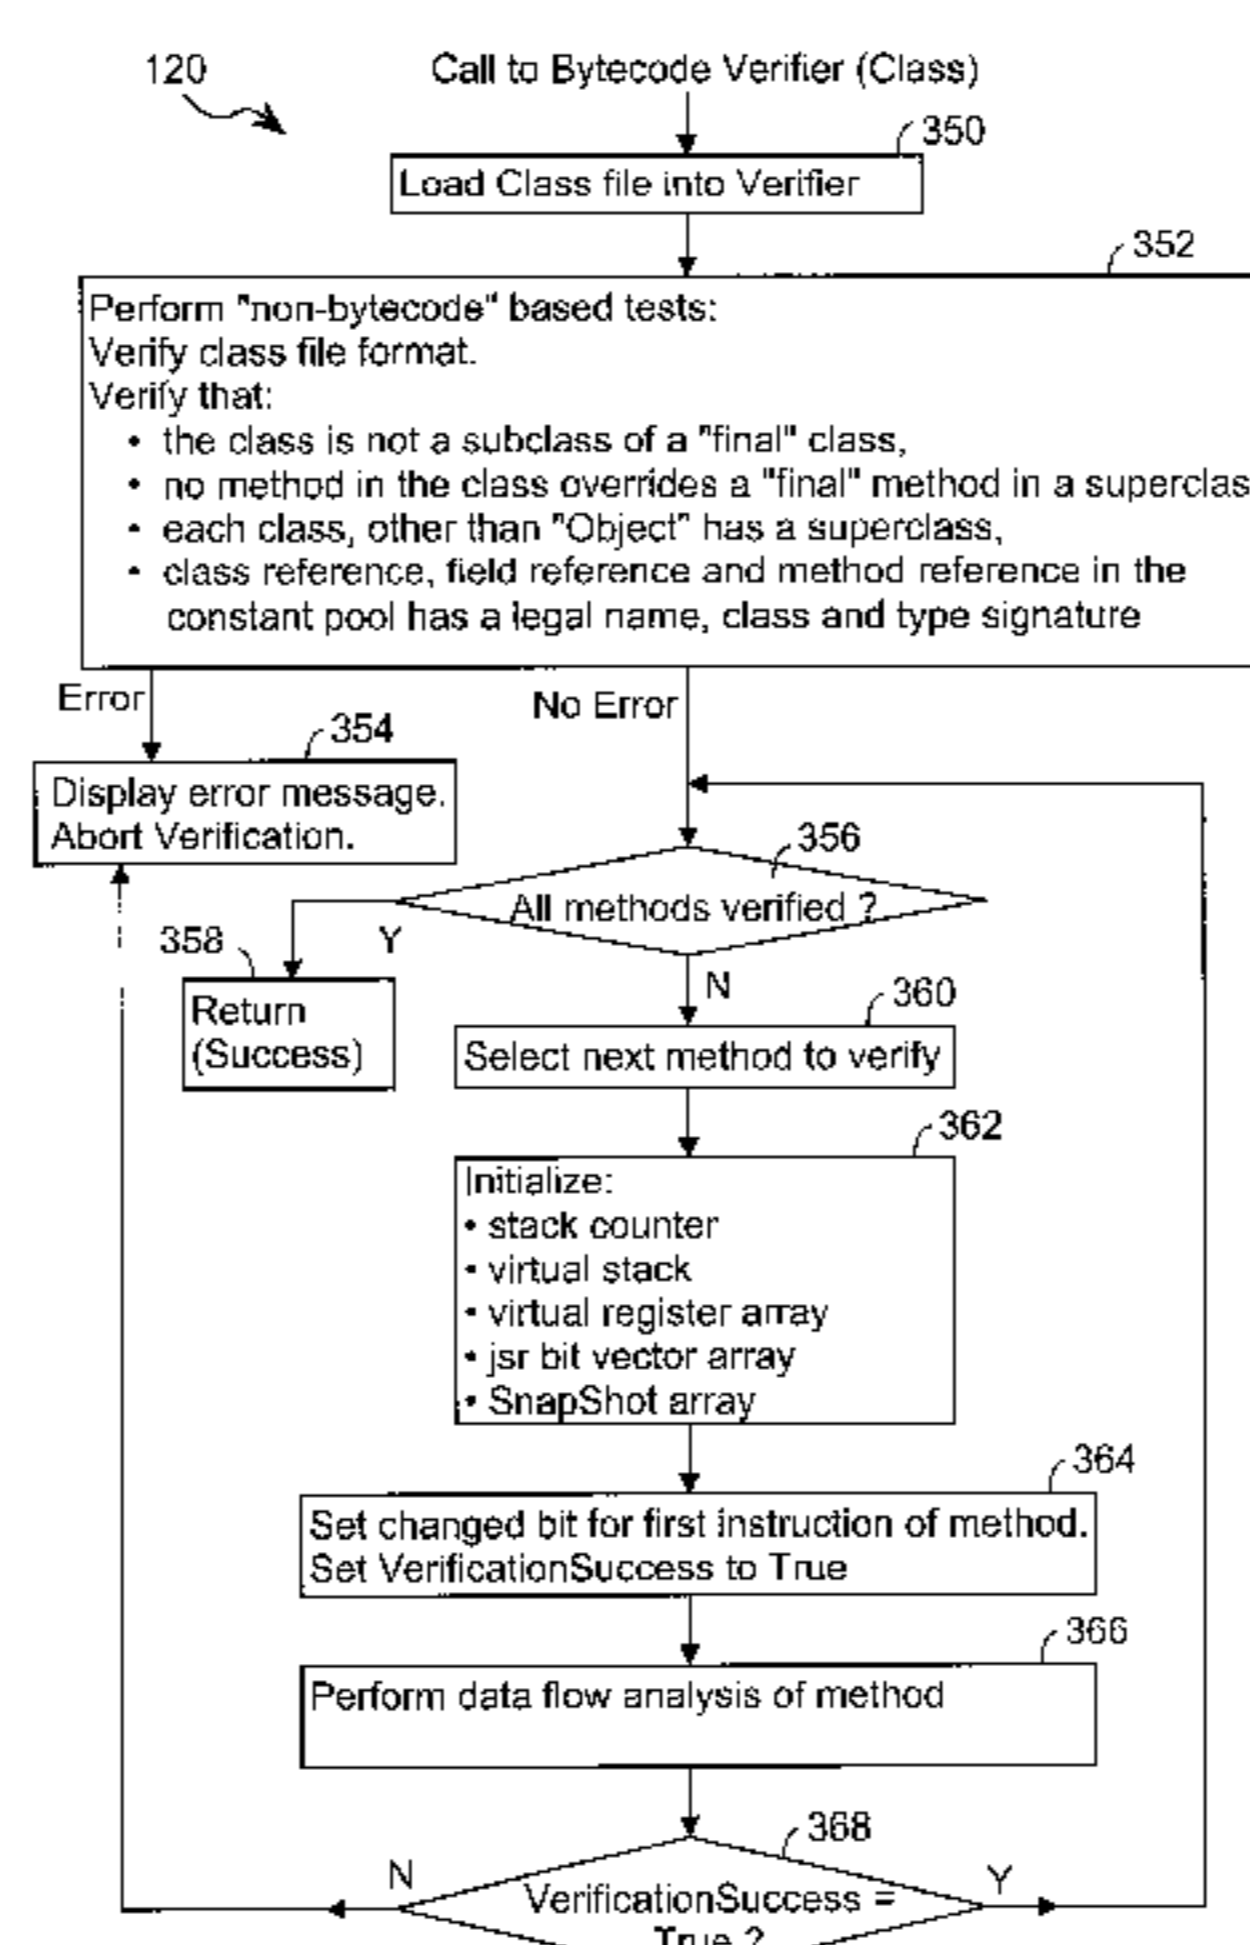 120
Call to Bytecode Verifier (Class)
350
Load Class file into Verifier
352
Perform "non-bytecode" based tests:
Verify class file format.
Verify that:
• the class is not a subclass of a "final" class,
• no method in the class overrides a "final" method in a superclas
• each class, other than "Object" has a superclass,
• class reference, field reference and method reference in the
constant pool has a legal name, class and type signature
Error
No Error
354
Display error message.
Abort Verification.
356
All methods verified ?
Y
N
358
Return
(Success)
360
Select next method to verify
362
Initialize:
• stack counter
• virtual stack
• virtual register array
• jsr bit vector array
• SnapShot array
364
Set changed bit for first instruction of method.
Set VerificationSuccess to True
366
Perform data flow analysis of method
368
N
Y
VerificationSuccess =
True ?